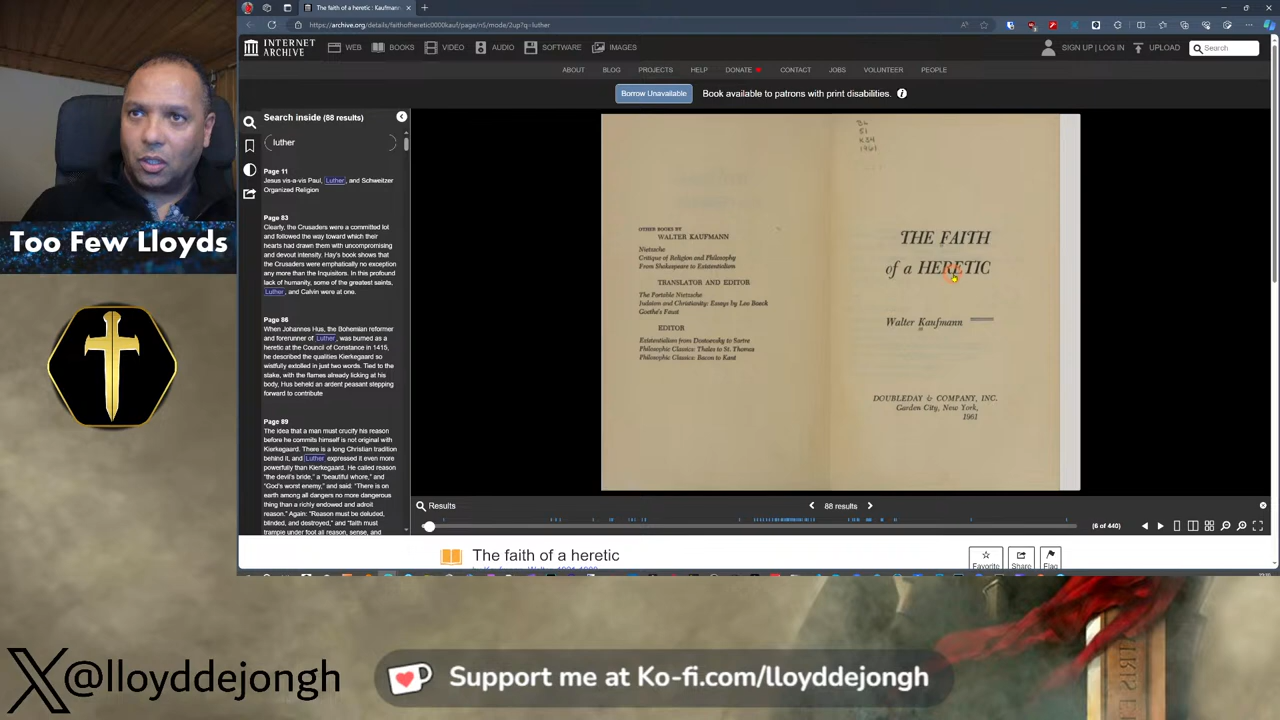 The faith of a heretic : Kaufmann
https://archive.org/details/faithofheretic0000kauf/page/n5/mode/2up?q=luther
INTERNET ARCHIVE
WEB
BOOKS
VIDEO
AUDIO
SOFTWARE
IMAGES
SIGN UP | LOG IN
UPLOAD
Search
ABOUT
BLOG
PROJECTS
HELP
DONATE
CONTACT
JOBS
VOLUNTEER
PEOPLE
Borrow Unavailable
Book available to patrons with print disabilities.
Search inside (88 results)
luther
Page 11
Jesus vis-a-vis Paul, Luther, and Schweitzer
Organized Religion
Page 83
Clearly, the Crusaders were a committed lot
and followed the way toward which their
hearts had drawn them with uncompromising
and devout intensity. Hay's book shows that
the Crusaders were emphatically no exception
any more than the Inquisitors. In this profound
lack of humanity, some of the greatest saints,
Luther, and Calvin were at one.
Page 86
When Johannes Hus, the Bohemian reformer
and forerunner of Luther, was burned as a
heretic at the Council of Constance in 1415,
he described the qualities Kierkegaard so
wistfully extolled in just two words. Tied to the
stake, with the flames already licking at his
body, Hus beheld an ardent peasant stepping
forward to contribute
Page 89
The idea that a man must crucify his reason
before he commits himself is not original with
Kierkegaard. There is a long Christian tradition
behind it, and Luther expressed it even more
powerfully than Kierkegaard. He called reason
"the devil's bride," a "beautiful whore," and
"God's worst enemy," and said: "There is on
earth among all dangers no more dangerous
thing than a richly endowed and adroit
reason." Again: "Reason must be deluded,
blinded, and destroyed," and "faith must
trample under foot all reason, sense, and
OTHER BOOKS BY
WALTER KAUFMANN
Nietzsche
Critique of Religion and Philosophy
From Shakespeare to Existentialism
TRANSLATOR AND EDITOR
The Portable Nietzsche
Judaism and Christianity: Essays by Leo Baeck
Goethe's Faust
EDITOR
Existentialism from Dostoevsky to Sartre
Philosophic Classics: Thales to St. Thomas
Philosophic Classics: Bacon to Kant
1961
THE FAITH
of a HERETIC
Walter Kaufmann
DOUBLEDAY & COMPANY, INC.
Garden City, New York,
1961
Results
88 results
(6 of 440)
The faith of a heretic
Favorite
Share
Flag
Too Few Lloyds
@lloyddejongh
Support me at Ko-fi.com/lloyddejongh